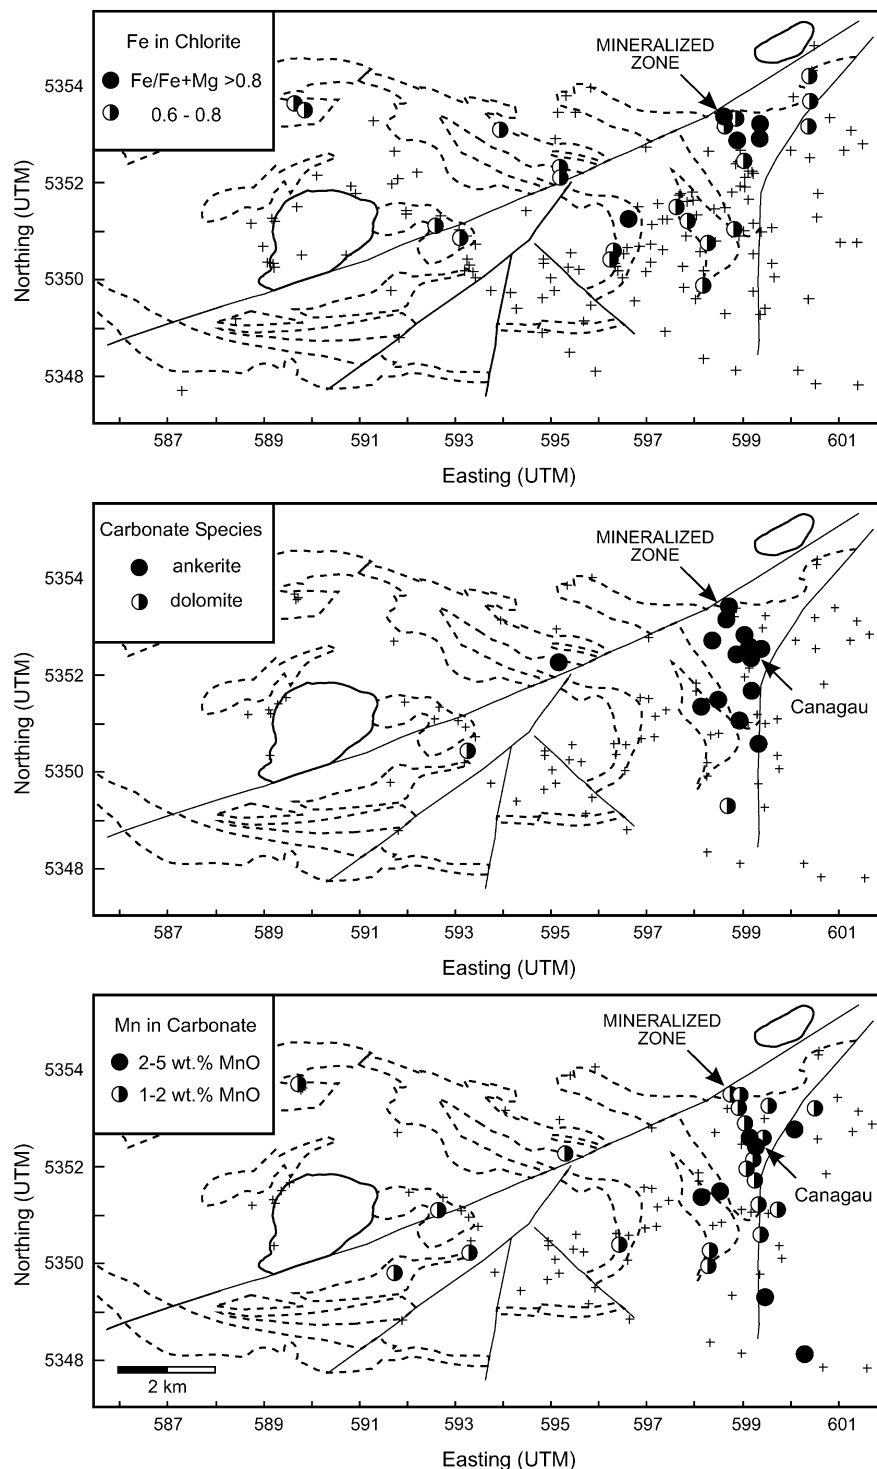 Fe in Chlorite
Fe/Fe+Mg >0.8
0.6 - 0.8
MINERALIZED
ZONE
5354
5352
5350
5348
Northing (UTM)
587 589 591 593 595 597 599 601
Easting (UTM)
Carbonate Species
ankerite
dolomite
MINERALIZED
ZONE
Canagau
5354
5352
5350
5348
Northing (UTM)
587 589 591 593 595 597 599 601
Easting (UTM)
Mn in Carbonate
2-5 wt.% MnO
1-2 wt.% MnO
MINERALIZED
ZONE
Canagau
5354
5352
5350
5348
Northing (UTM)
2 km
587 589 591 593 595 597 599 601
Easting (UTM)